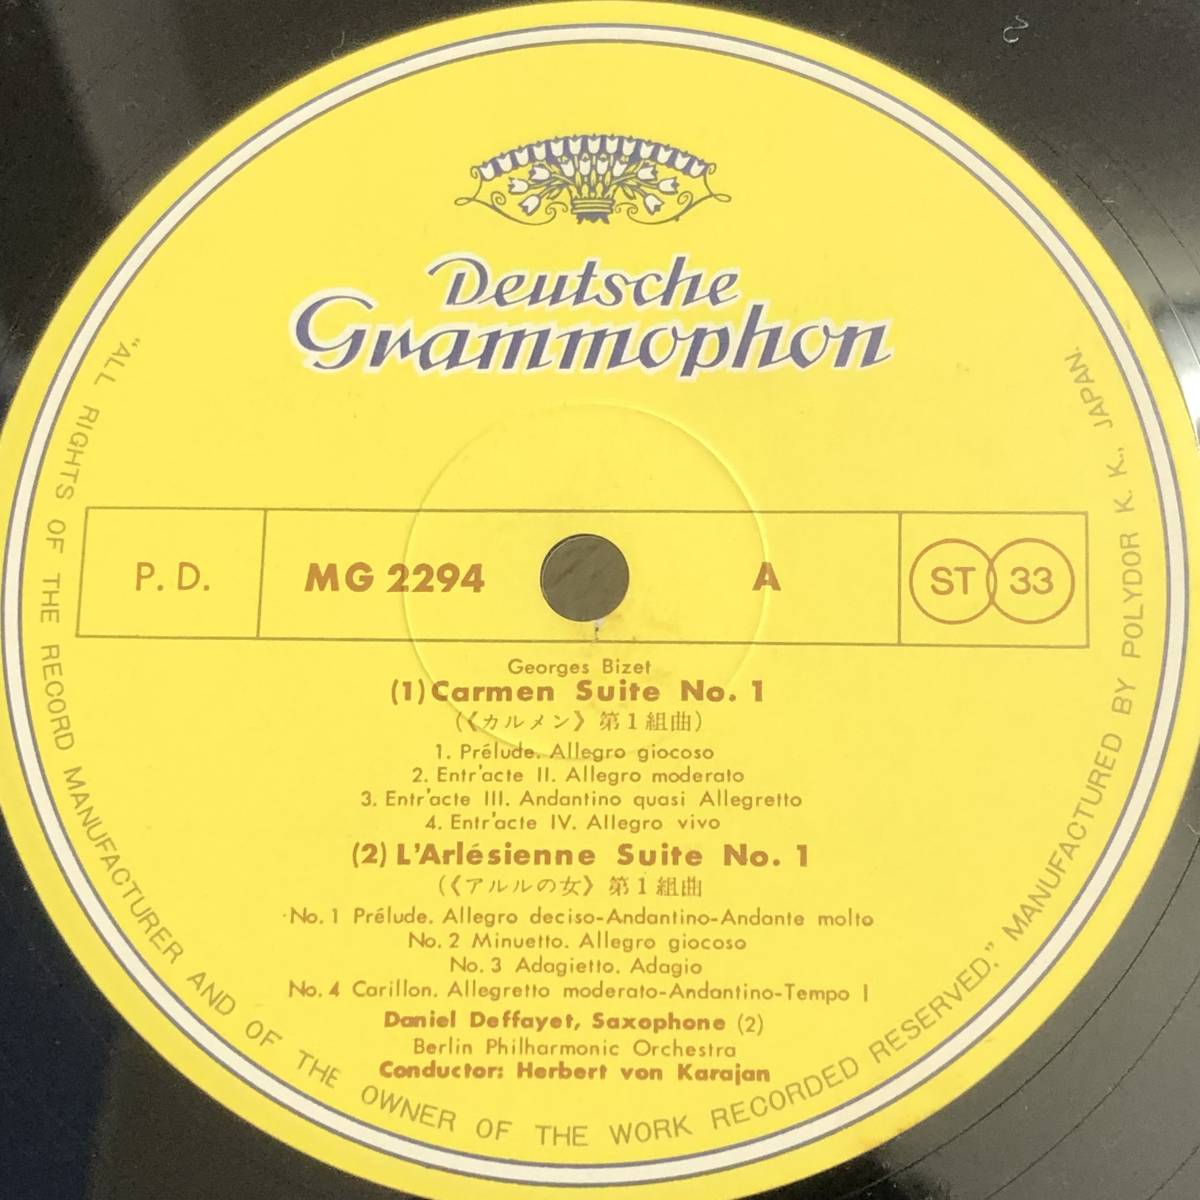 Deutsche
Grammophon
P. D.
MG 2294
A
ST 33
Georges Bizet
(1) Carmen Suite No. 1
(《カルメン》第1組曲)
1. Prélude. Allegro giocoso
2. Entr'acte II. Allegro moderato
3. Entr'acte III. Andantino quasi Allegretto
4. Entr'acte IV. Allegro vivo
(2) L'Arlésienne Suite No. 1
(《アルルの女》第1組曲
No. 1 Prélude. Allegro deciso-Andantino-Andante molto
No. 2 Minuetto. Allegro giocoso
No. 3 Adagietto. Adagio
No. 4 Carillon. Allegretto moderato-Andantino-Tempo I
Daniel Deffayet, Saxophone (2)
Berlin Philharmonic Orchestra
Conductor: Herbert von Karajan
"ALL RIGHTS OF THE RECORD MANUFACTURER AND OF THE OWNER OF THE WORK RECORDED RESERVED." MANUFACTURED BY POLYDOR K. K., JAPAN.